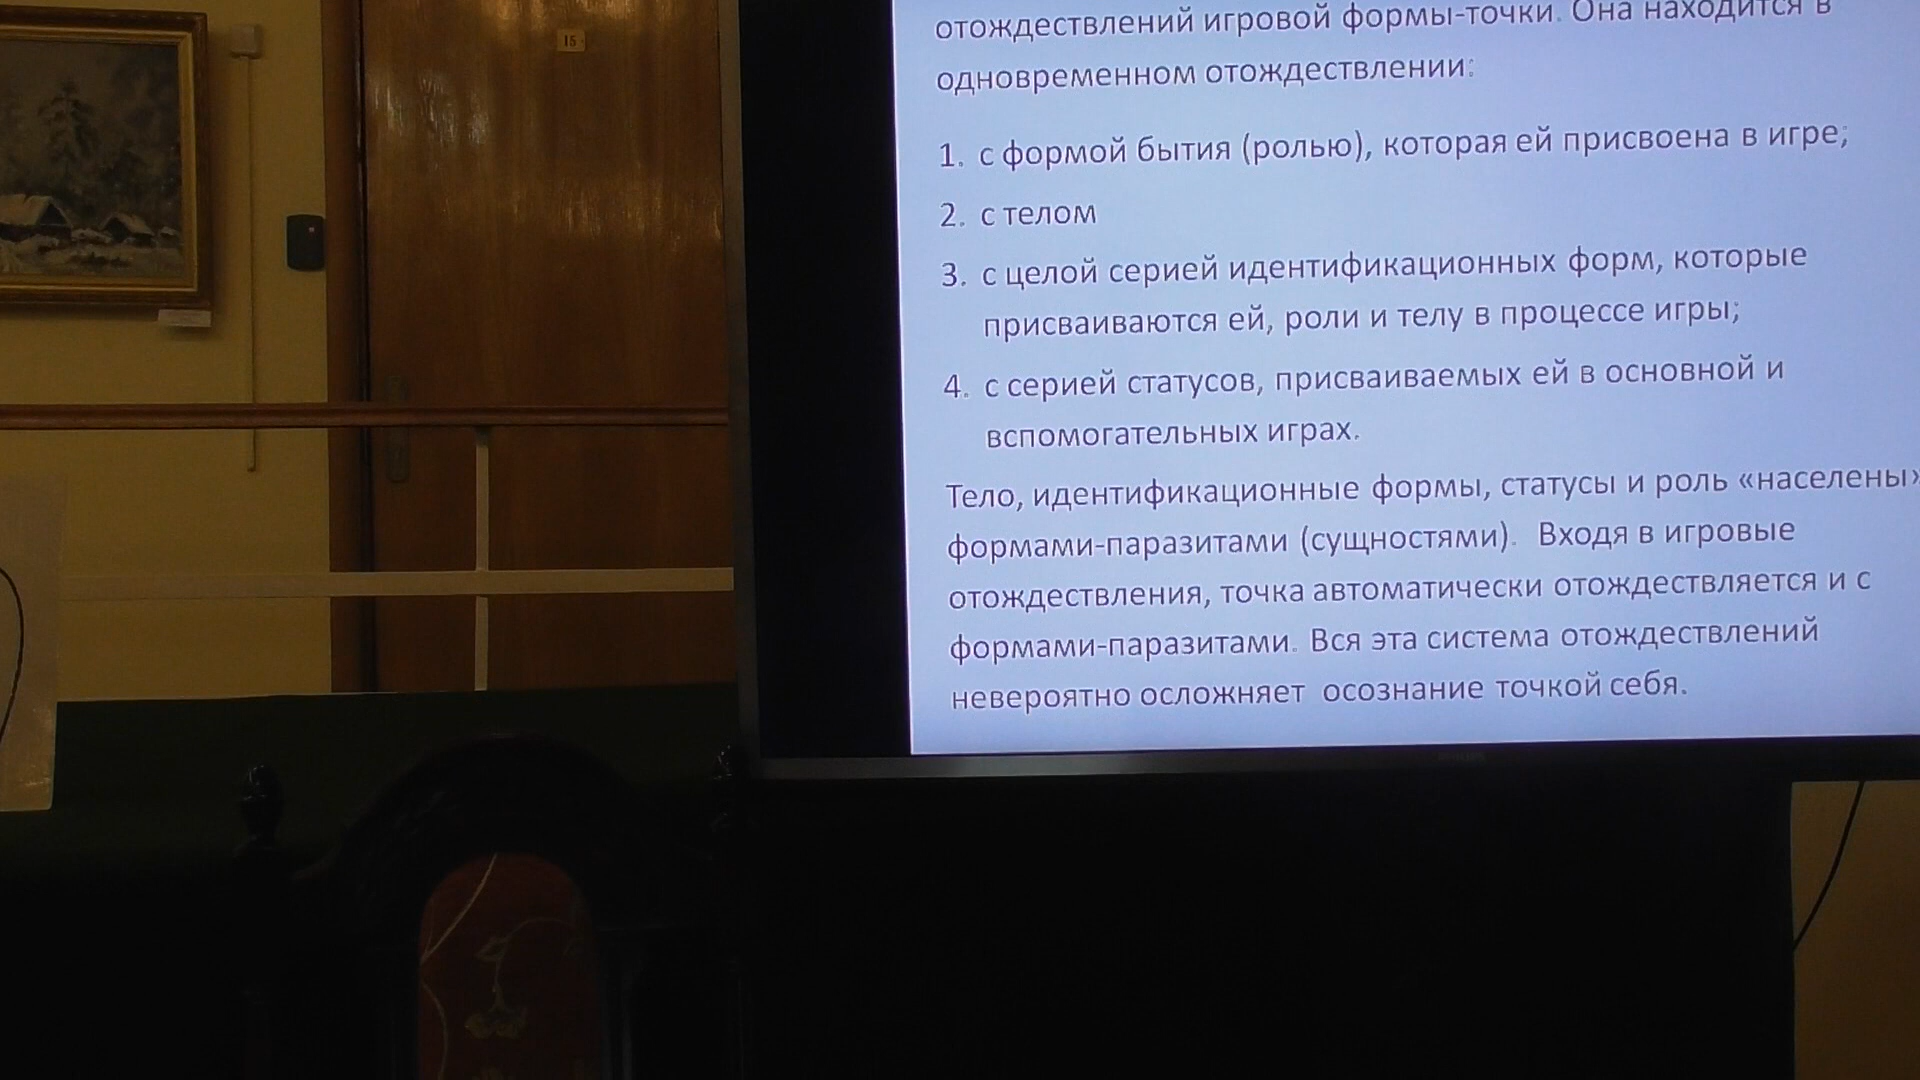 15
отождествлений игровой формы-точки. Она находится в
одновременном отождествлении:
1. с формой бытия (ролью), которая ей присвоена в игре;
2. с телом
3. с целой серией идентификационных форм, которые
присваиваются ей, роли и телу в процессе игры;
4. с серией статусов, присваиваемых ей в основной и
вспомогательных играх.
Тело, идентификационные формы, статусы и роль «населены»
формами-паразитами (сущностями). Входя в игровые
отождествления, точка автоматически отождествляется и с
формами-паразитами. Вся эта система отождествлений
невероятно осложняет осознание точкой себя.